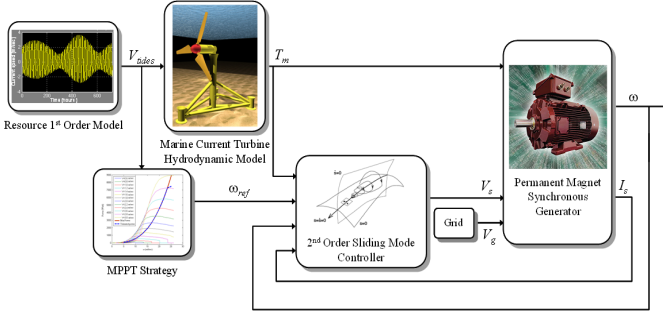 V_tides
T_m
Time [hours]
Resource 1st Order Model
Marine Current Turbine
Hydrodynamic Model
ω
ω_ref
V_s
I_s
Permanent Magnet
Synchronous
Generator
Grid
V_g
2nd Order Sliding Mode
Controller
MPPT Strategy